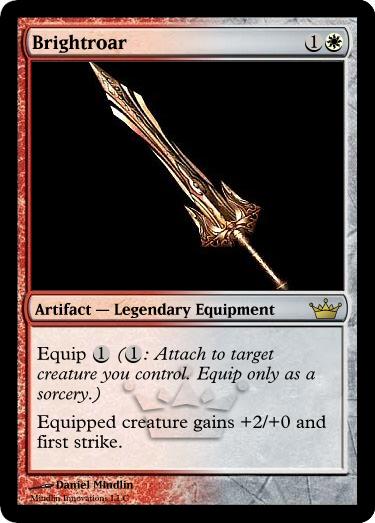 Brightroar 1
Artifact — Legendary Equipment
Equip 1 (1: Attach to target
creature you control. Equip only as a
sorcery.)
Equipped creature gains +2/+0 and
first strike.
Daniel Mindlin
Mindlin Innovations LLC